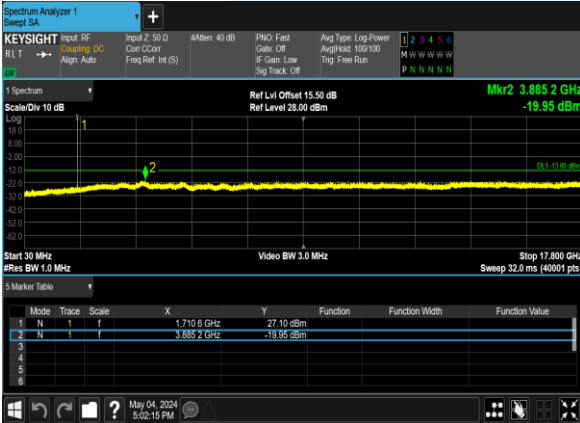 Spectrum Analyzer 1
Swept SA
+
KEYSIGHT Input: RF Input Z: 50 Ω #Atten: 40 dB PNO: Fast Avg Type: Log-Power 1 2 3 4 5 6
RLT Coupling: DC Corr CCorr Gate: Off Avg|Hold: 100/100 M W W W W W
Align: Auto Freq Ref: Int (S) IF Gain: Low Trig: Free Run
Sig Track: Off P N N N N N
LV
1 Spectrum Ref Lvl Offset 15.50 dB Mkr2 3.885 2 GHz
Scale/Div 10 dB Ref Level 28.00 dBm -19.95 dBm
Log
1
18.0
8.00
-2.00
2
-12.0 DL1 -13.00 dBm
-22.0
-32.0
-42.0
-52.0
-62.0
Start 30 MHz Video BW 3.0 MHz Stop 17.800 GHz
#Res BW 1.0 MHz Sweep 32.0 ms (40001 pts
5 Marker Table
Mode Trace Scale X Y Function Function Width Function Value
1 N 1 f 1.710 6 GHz 27.10 dBm
2 N 1 f 3.885 2 GHz -19.95 dBm
3
4
5
6
? May 04, 2024
5:02:15 PM